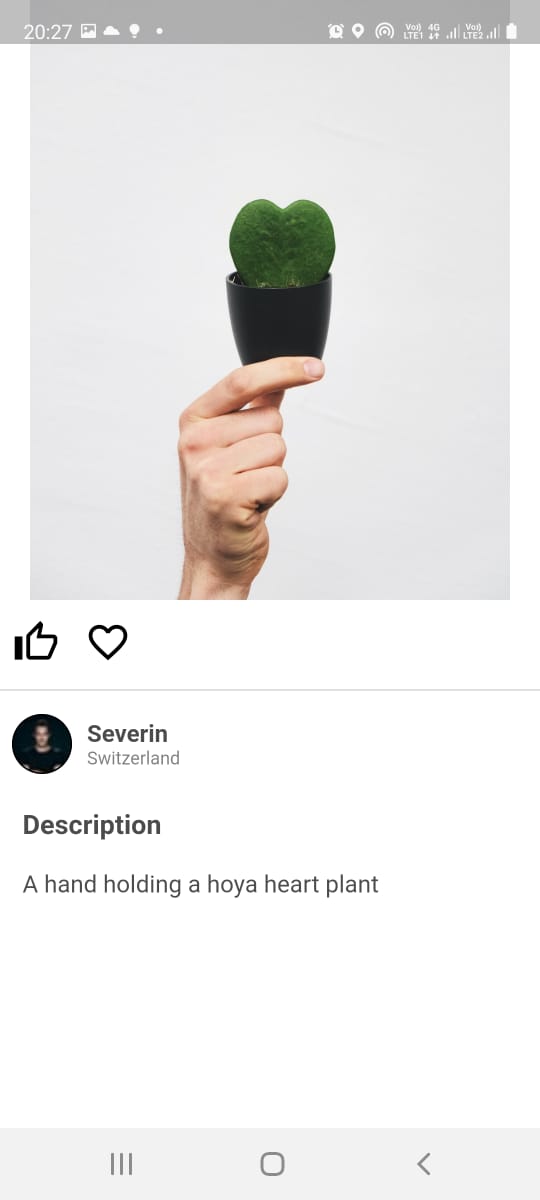 20:27 Vo)) 4G Vo))
LTE1 LTE2
Severin
Switzerland
Description
A hand holding a hoya heart plant